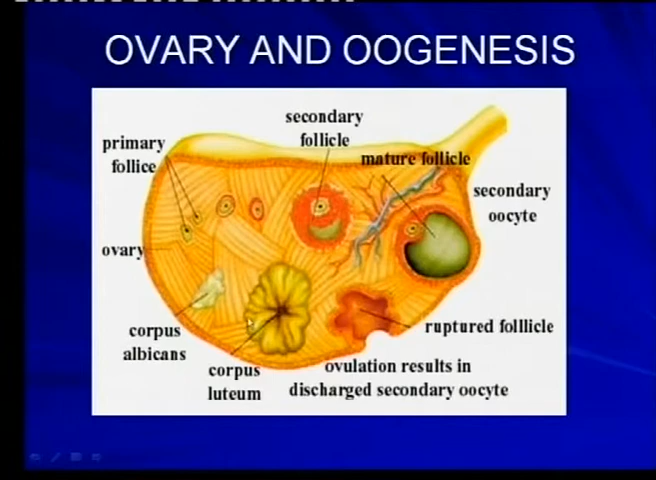 OVARY AND OOGENESIS
secondary
follicle
primary
follice
mature follicle
secondary
oocyte
ovary
corpus
albicans
corpus
luteum
ruptured folllicle
ovulation results in
discharged secondary oocyte